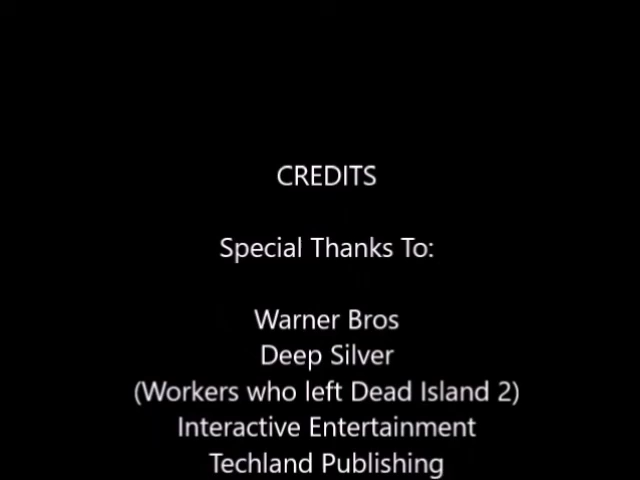 CREDITS
Special Thanks To:
Warner Bros
Deep Silver
(Workers who left Dead Island 2)
Interactive Entertainment
Techland Publishing